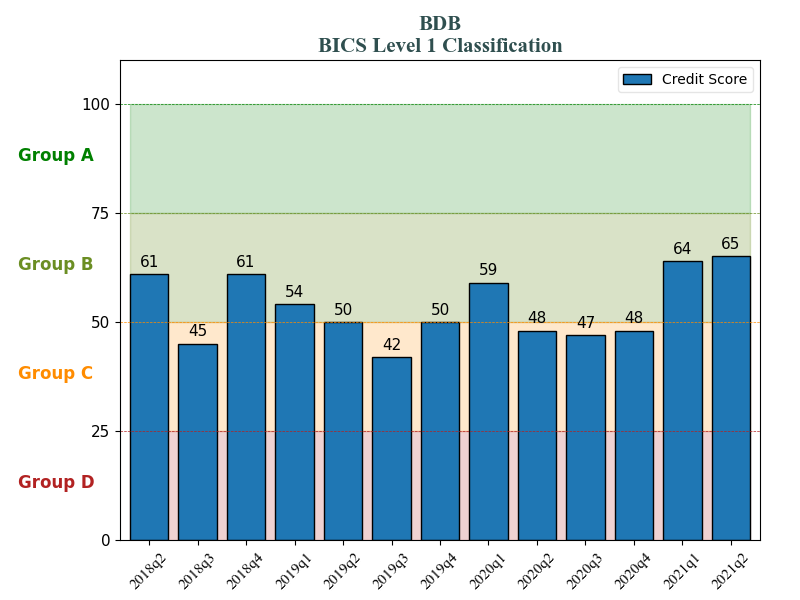 BDB
BICS Level 1 Classification
Credit Score
100
Group A
75
Group B
50
Group C
25
Group D
0
61
45
61
54
50
42
50
59
48
47
48
64
65
2018q2
2018q3
2018q4
2019q1
2019q2
2019q3
2019q4
2020q1
2020q2
2020q3
2020q4
2021q1
2021q2